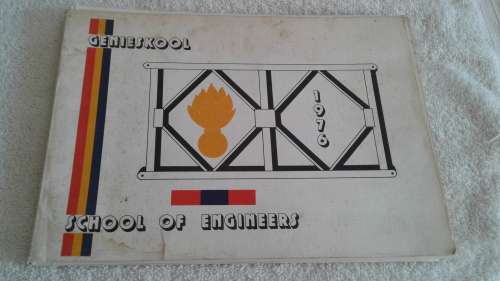 GENIESKOOL
1976
SCHOOL OF ENGINEERS